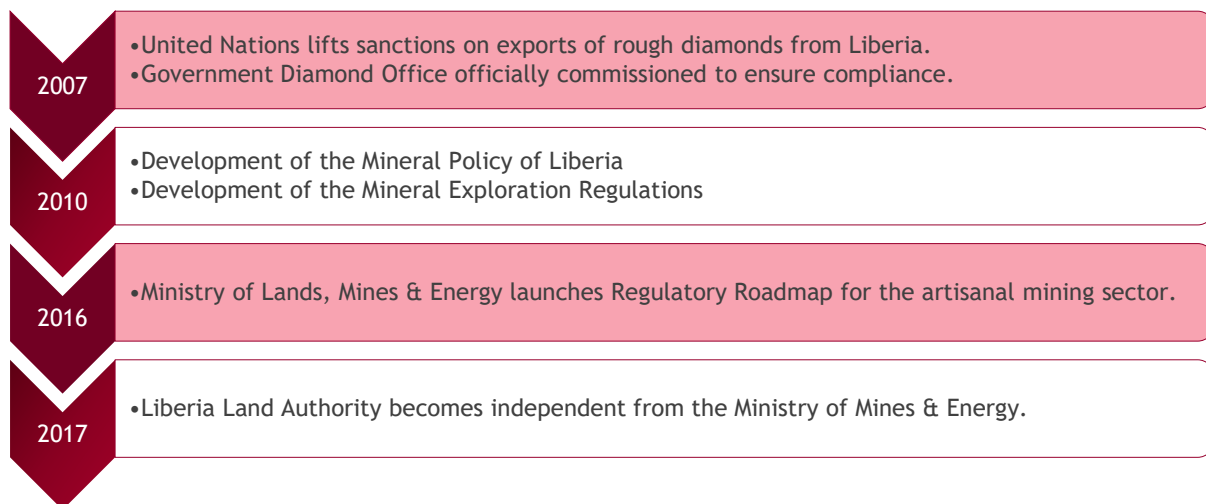 2007
•United Nations lifts sanctions on exports of rough diamonds from Liberia.
•Government Diamond Office officially commissioned to ensure compliance.
2010
•Development of the Mineral Policy of Liberia
•Development of the Mineral Exploration Regulations
2016
•Ministry of Lands, Mines & Energy launches Regulatory Roadmap for the artisanal mining sector.
2017
•Liberia Land Authority becomes independent from the Ministry of Mines & Energy.